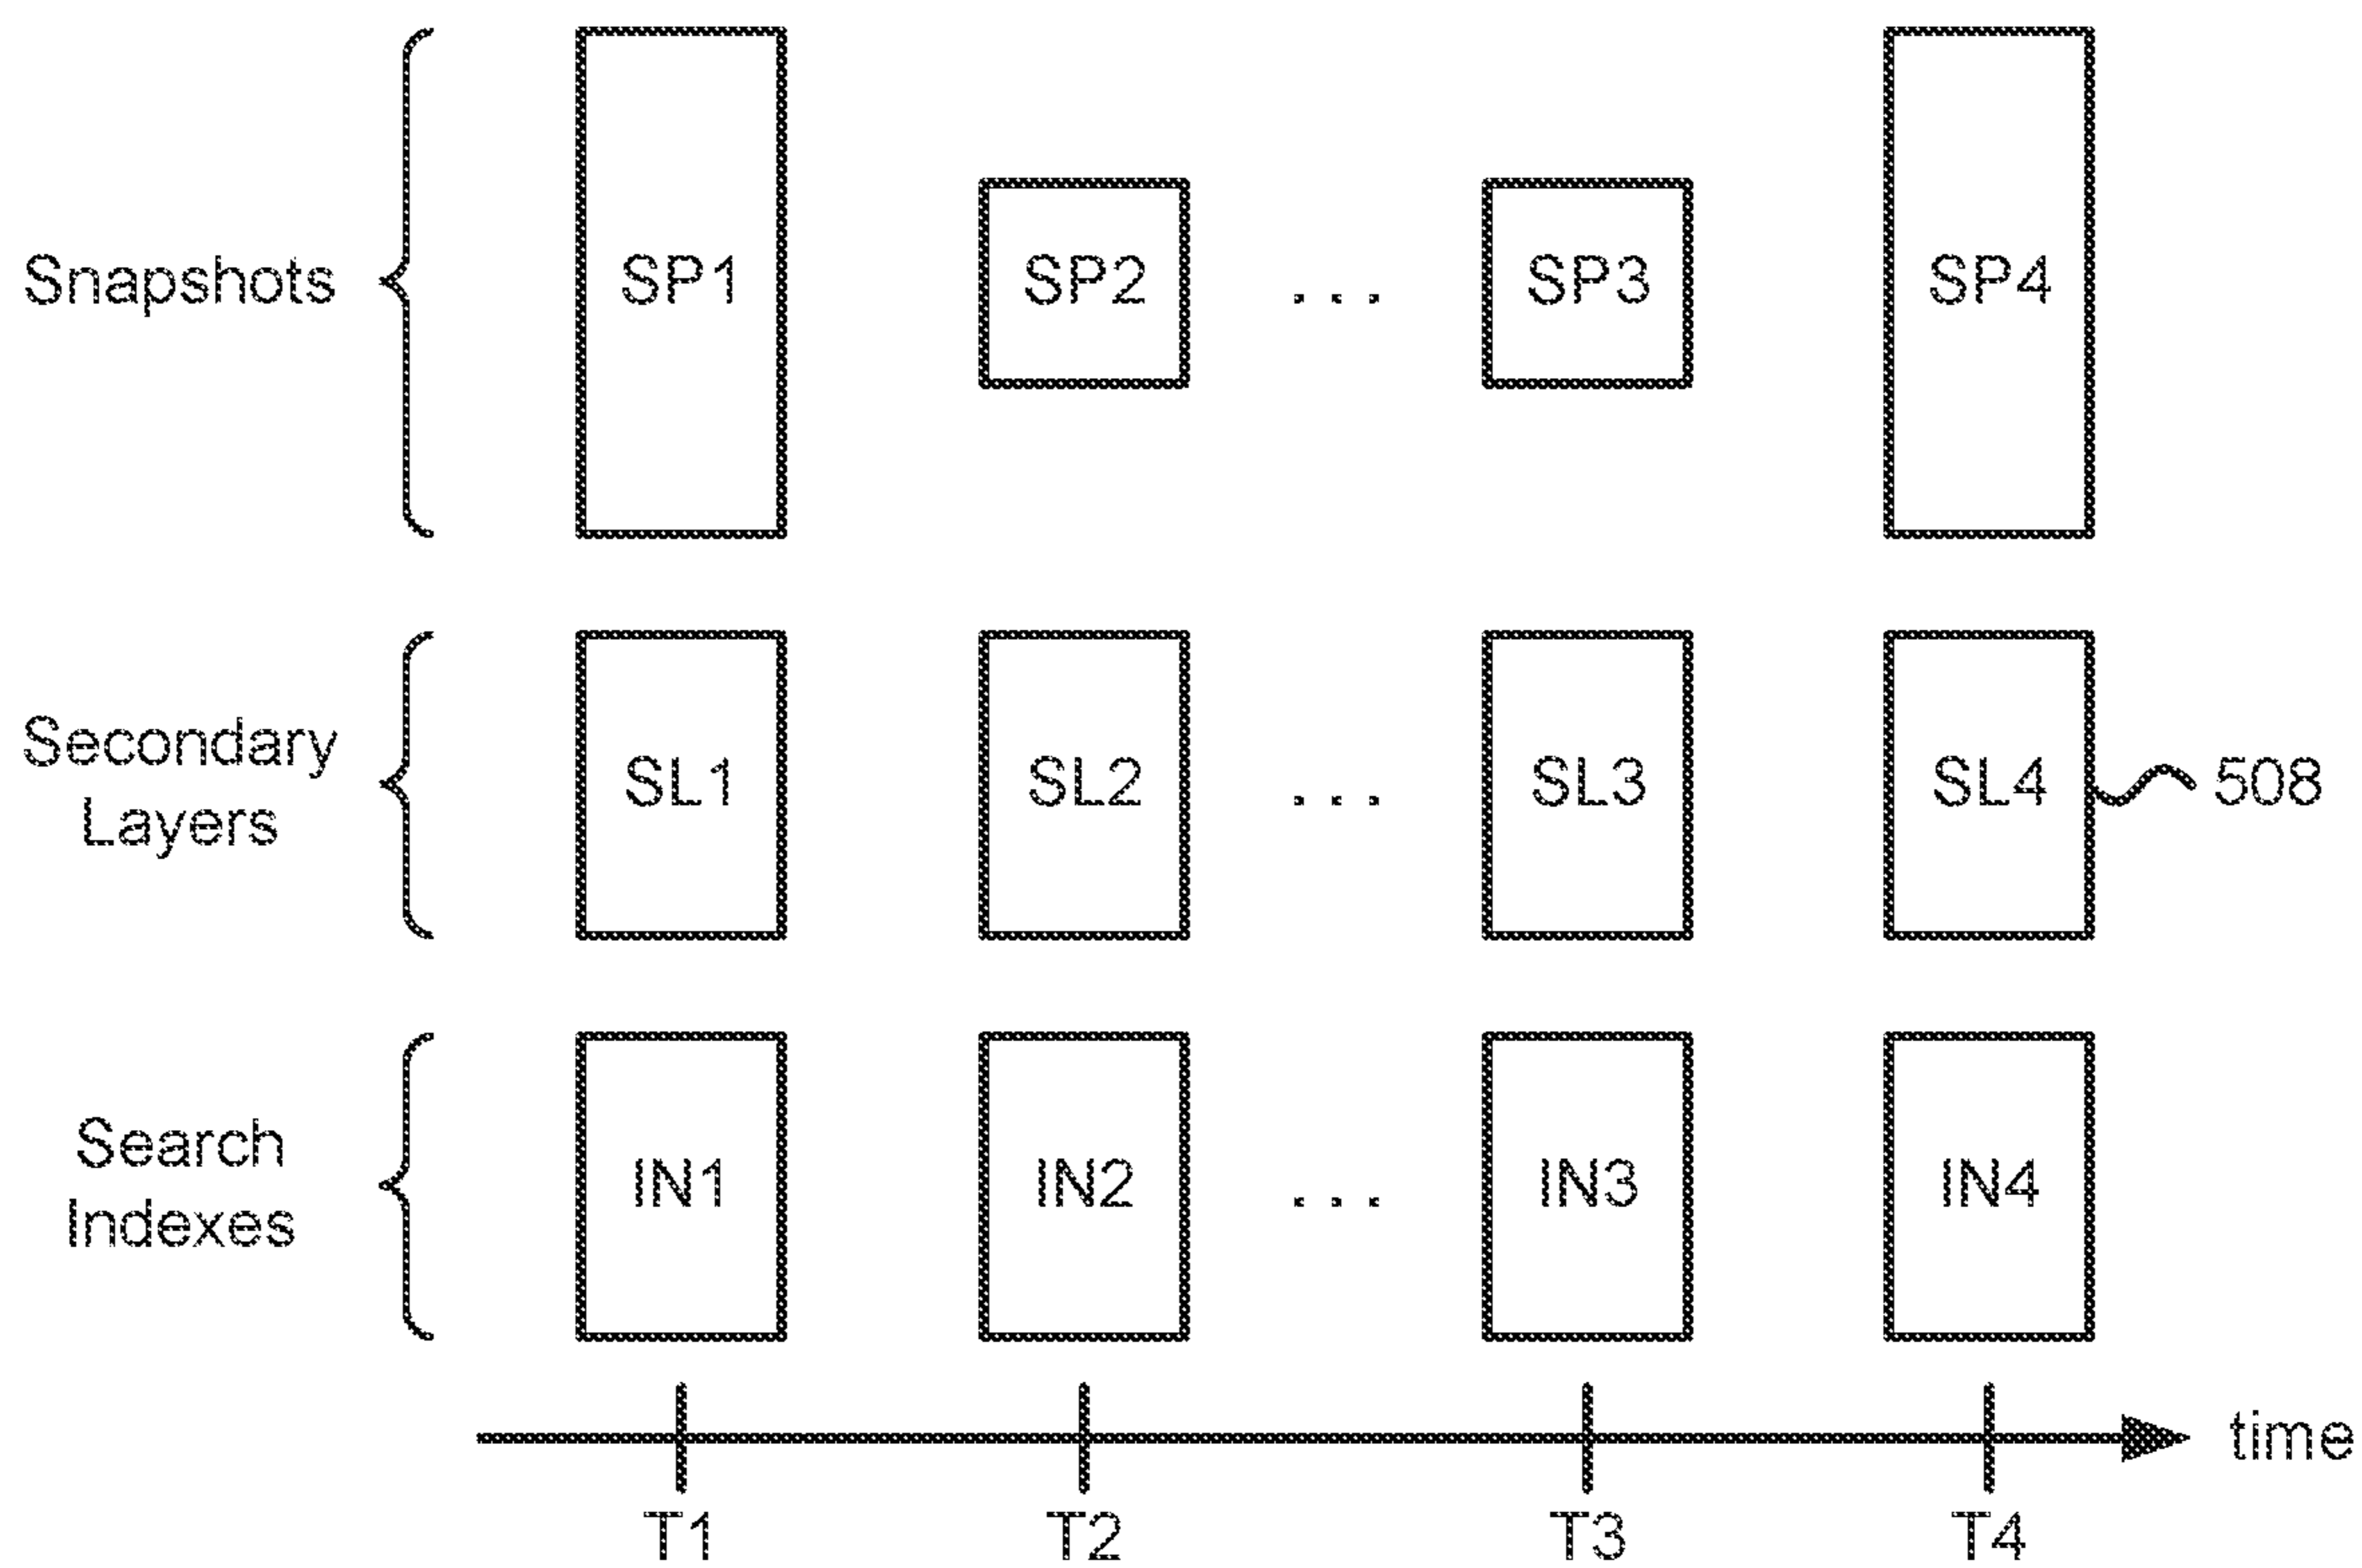 Snapshots
SP1
SP2
. . .
SP3
SP4
Secondary
Layers
SL1
SL2
. . .
SL3
SL4
508
Search
Indexes
IN1
IN2
. . .
IN3
IN4
time
T1
T2
T3
T4